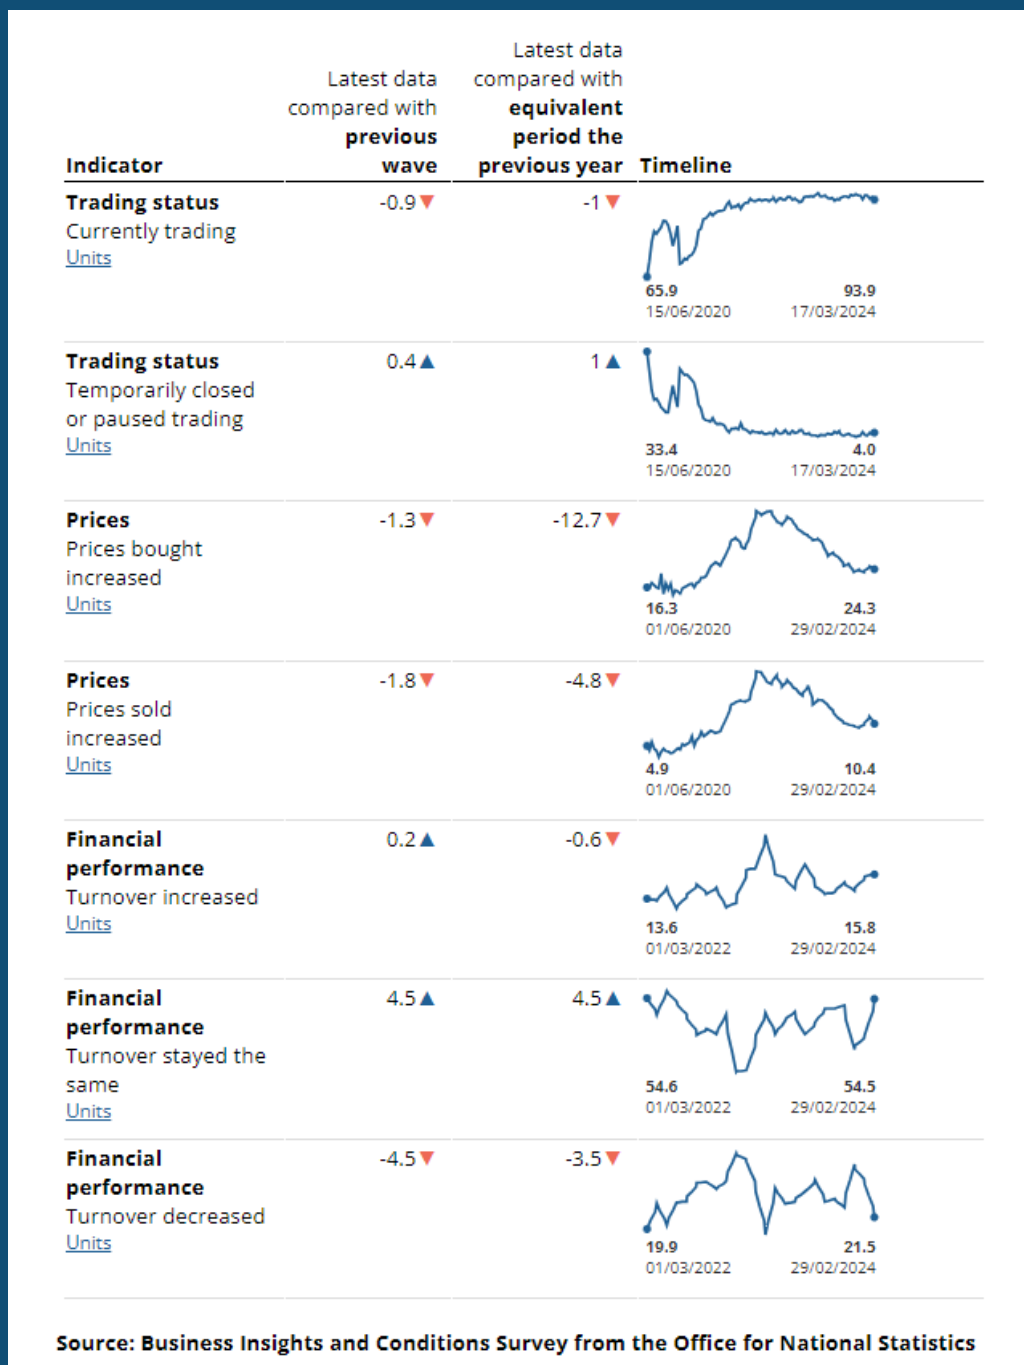 Indicator
Latest data
compared with
previous
wave
Latest data
compared with
equivalent
period the
previous year
Timeline
Trading status
Currently trading
Units
-0.9▼
-1▼
65.9 93.9
15/06/2020 17/03/2024
Trading status
Temporarily closed
or paused trading
Units
0.4▲
1▲
33.4 4.0
15/06/2020 17/03/2024
Prices
Prices bought
increased
Units
-1.3▼
-12.7▼
16.3 24.3
01/06/2020 29/02/2024
Prices
Prices sold
increased
Units
-1.8▼
-4.8▼
4.9 10.4
01/06/2020 29/02/2024
Financial
performance
Turnover increased
Units
0.2▲
-0.6▼
13.6 15.8
01/03/2022 29/02/2024
Financial
performance
Turnover stayed the
same
Units
4.5▲
4.5▲
54.6 54.5
01/03/2022 29/02/2024
Financial
performance
Turnover decreased
Units
-4.5▼
-3.5▼
19.9 21.5
01/03/2022 29/02/2024
Source: Business Insights and Conditions Survey from the Office for National Statistics